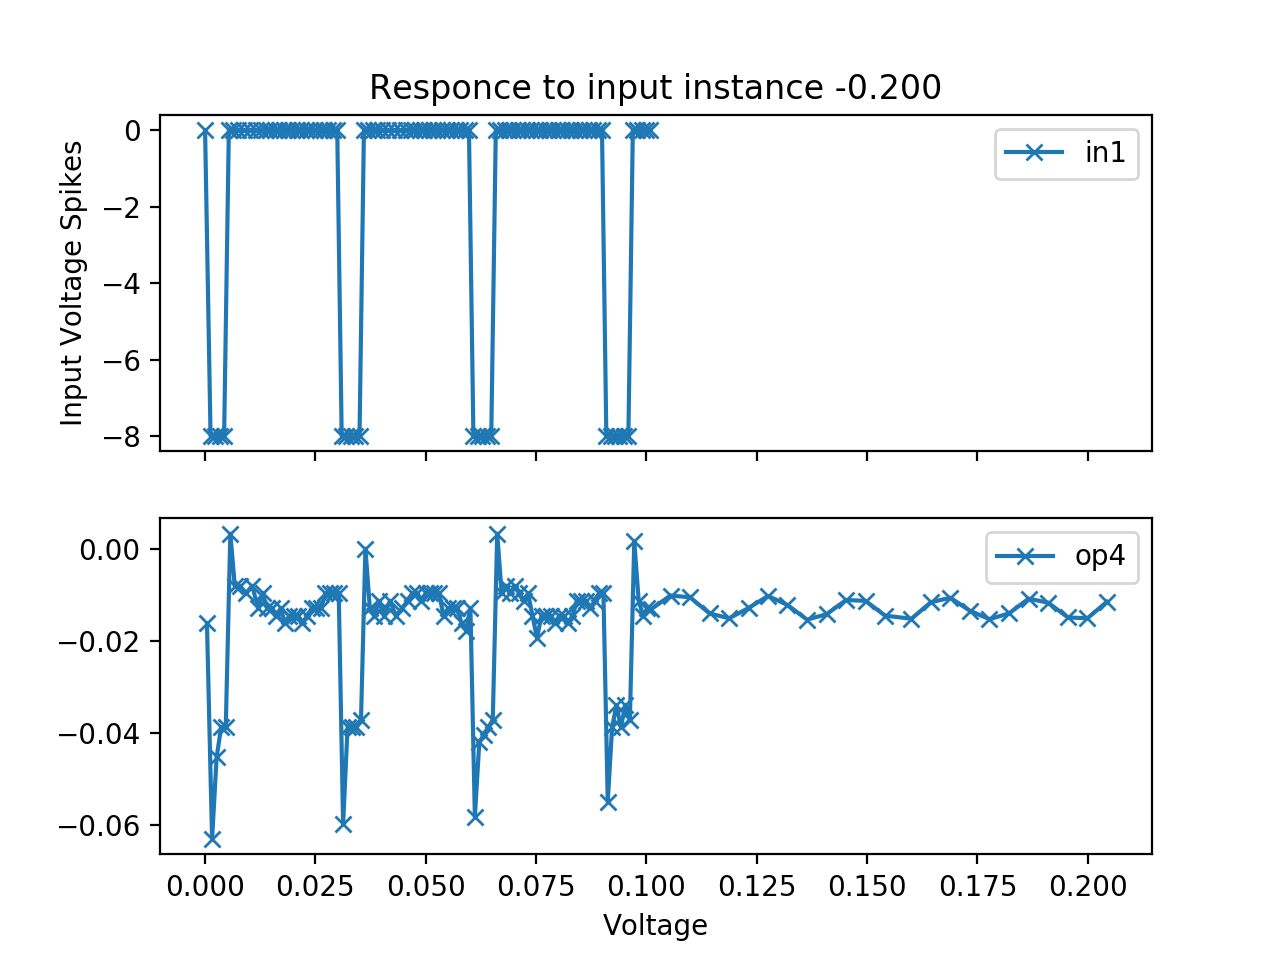 Responce to input instance -0.200
Input Voltage Spikes
0
−2
−4
−6
−8
in1
0.00
−0.02
−0.04
−0.06
op4
0.000 0.025 0.050 0.075 0.100 0.125 0.150 0.175 0.200
Voltage